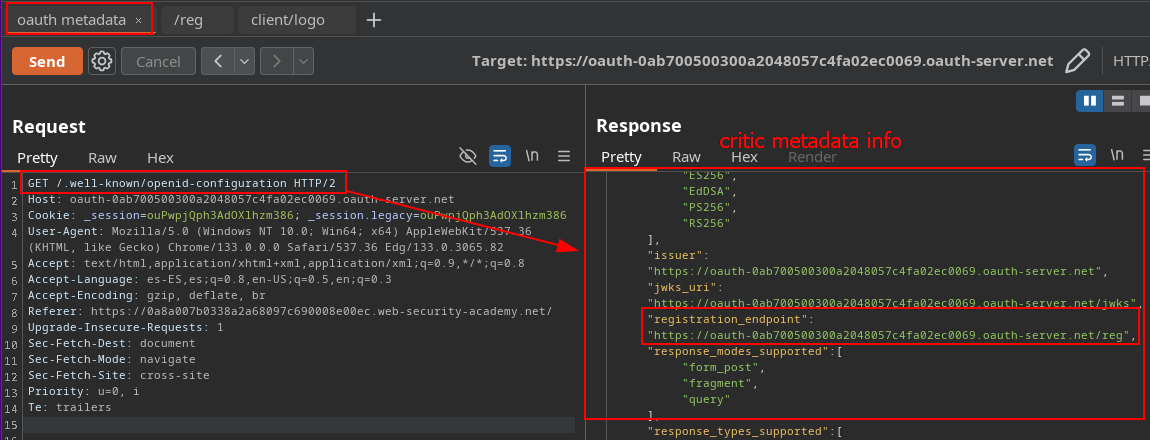 oauth metadata × /reg client/logo +
Send Cancel < > Target: https://oauth-0ab700500300a2048057c4fa02ec0069.oauth-server.net HTTP/
Request
Pretty Raw Hex \n
1 GET /.well-known/openid-configuration HTTP/2
2 Host: oauth-0ab700500300a2048057c4fa02ec0069.oauth-server.net
3 Cookie: _session=ouPwpjQph3AdOXlhzm386; _session.legacy=ouPwpjQph3AdOXlhzm386
4 User-Agent: Mozilla/5.0 (Windows NT 10.0; Win64; x64) AppleWebKit/537.36
(KHTML, like Gecko) Chrome/133.0.0.0 Safari/537.36 Edg/133.0.3065.82
5 Accept: text/html,application/xhtml+xml,application/xml;q=0.9,*/*;q=0.8
6 Accept-Language: es-ES,es;q=0.8,en-US;q=0.5,en;q=0.3
7 Accept-Encoding: gzip, deflate, br
8 Referer: https://0a8a007b0338a2a68097c690008e00ec.web-security-academy.net/
9 Upgrade-Insecure-Requests: 1
10 Sec-Fetch-Dest: document
11 Sec-Fetch-Mode: navigate
12 Sec-Fetch-Site: cross-site
13 Priority: u=0, i
14 Te: trailers
15
16
Response
critic metadata info
Pretty Raw Hex Render \n
"ES256",
"EdDSA",
"PS256",
"RS256"
],
"issuer":
"https://oauth-0ab700500300a2048057c4fa02ec0069.oauth-server.net",
"jwks_uri":
"https://oauth-0ab700500300a2048057c4fa02ec0069.oauth-server.net/jwks",
"registration_endpoint":
"https://oauth-0ab700500300a2048057c4fa02ec0069.oauth-server.net/reg",
"response_modes_supported":[
"form_post",
"fragment",
"query"
],
"response_types_supported":[